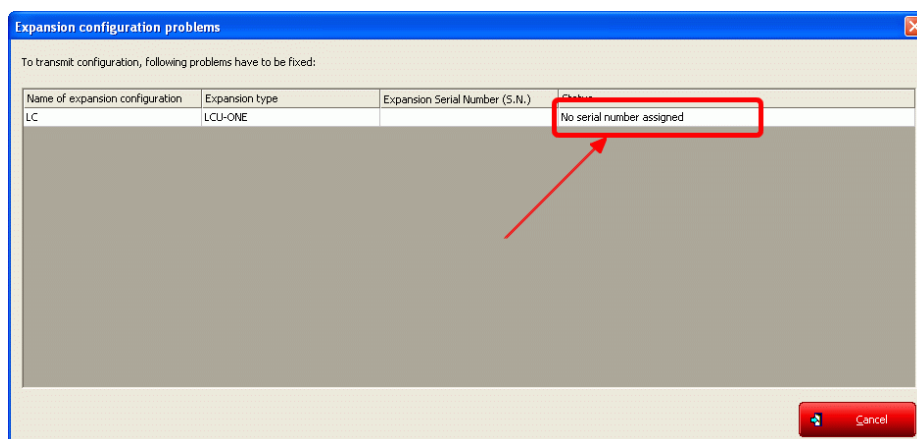 Expansion configuration problems
To transmit configuration, following problems have to be fixed:
Name of expansion configuration Expansion type Expansion Serial Number (S.N.) Status
LC LCU-ONE No serial number assigned
Cancel